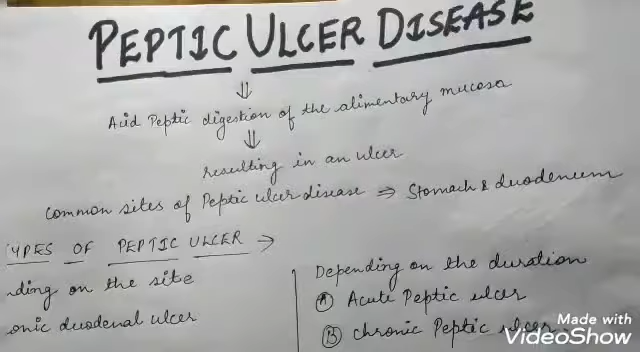 PEPTIC ULCER DISEASE
⇓
Acid Peptic digestion of the alimentary mucosa
⇓
resulting in an ulcer
Common sites of Peptic ulcer disease ⇒ Stomach & duodenum
YPES OF PEPTIC ULCER →
nding on the site
onic duodenal ulcer
Depending on the duration
(A) Acute Peptic ulcer
(B) Chronic Peptic ulcer.
Made with
VideoShow